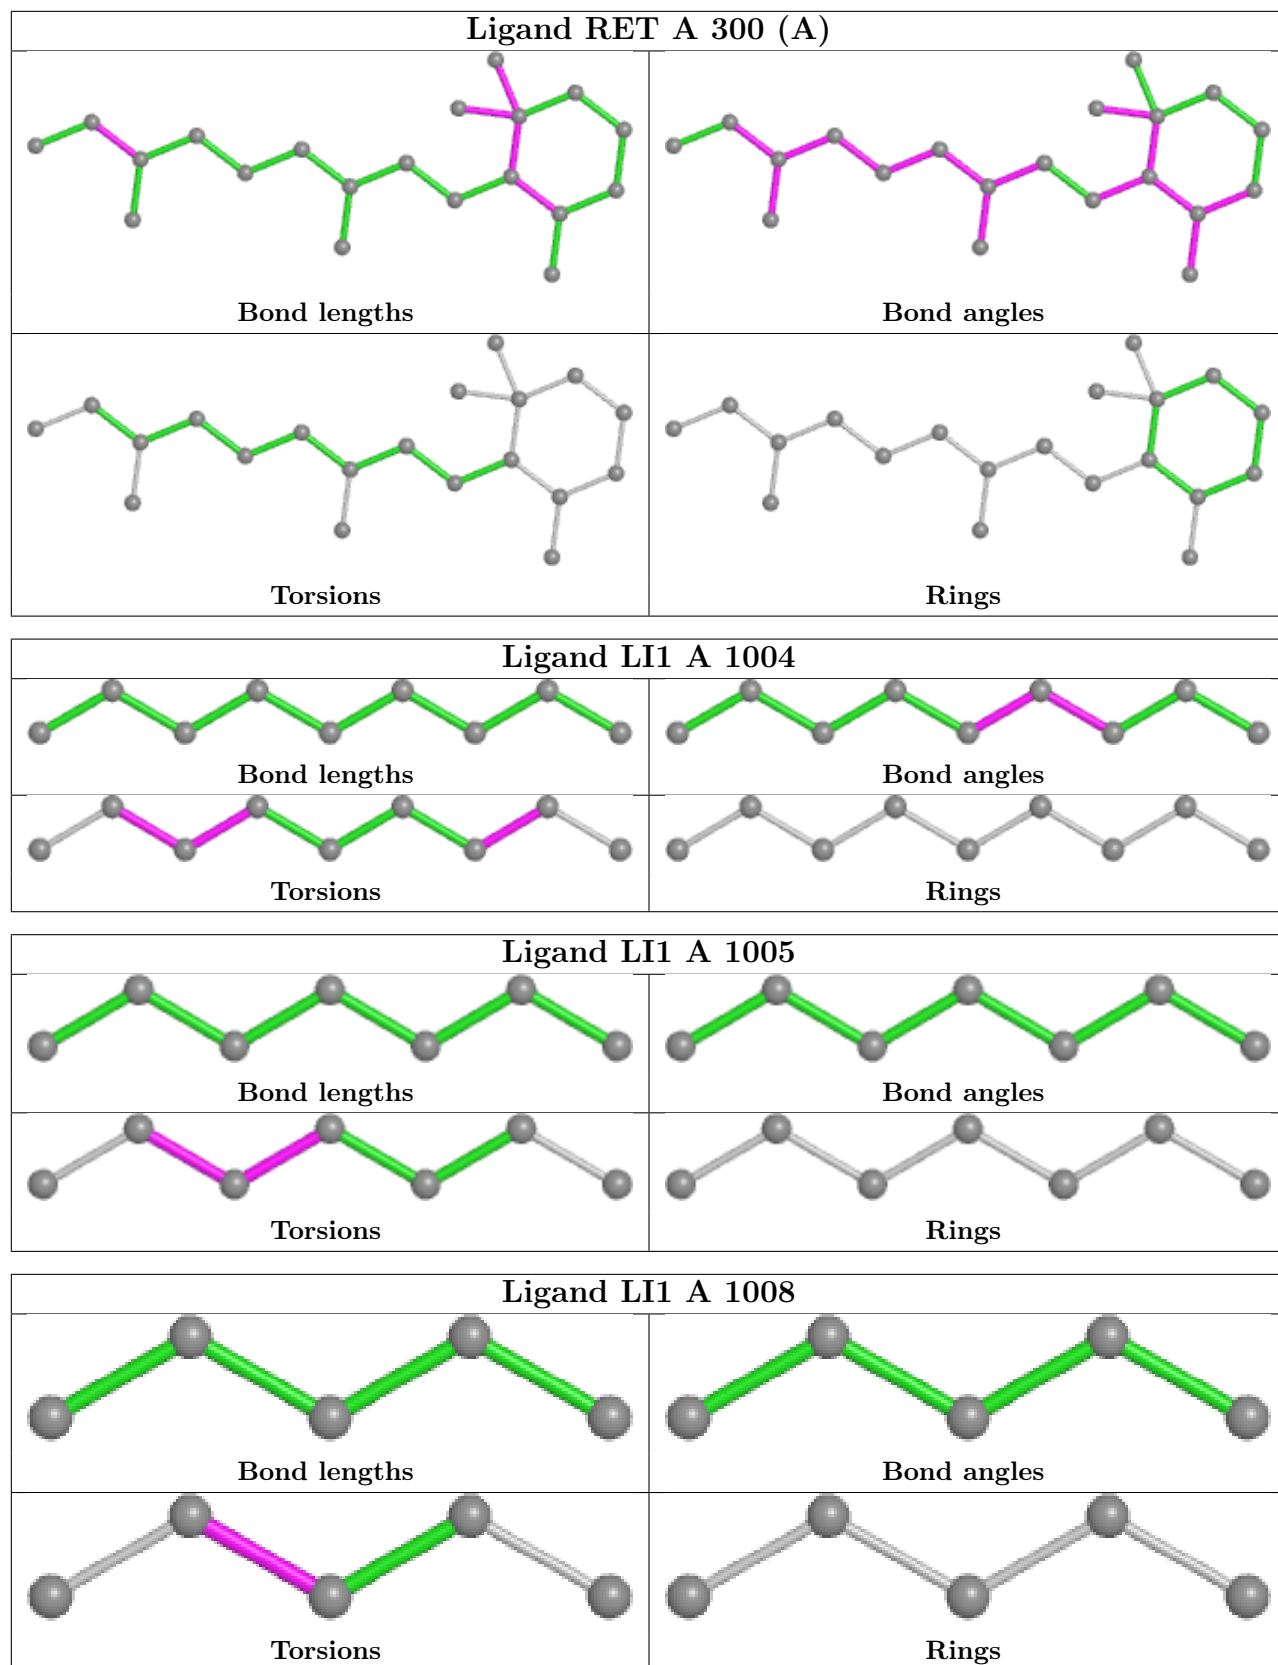 Ligand RET A 300 (A)
Bond lengths
Bond angles
Torsions
Rings
Ligand LI1 A 1004
Bond lengths
Bond angles
Torsions
Rings
Ligand LI1 A 1005
Bond lengths
Bond angles
Torsions
Rings
Ligand LI1 A 1008
Bond lengths
Bond angles
Torsions
Rings